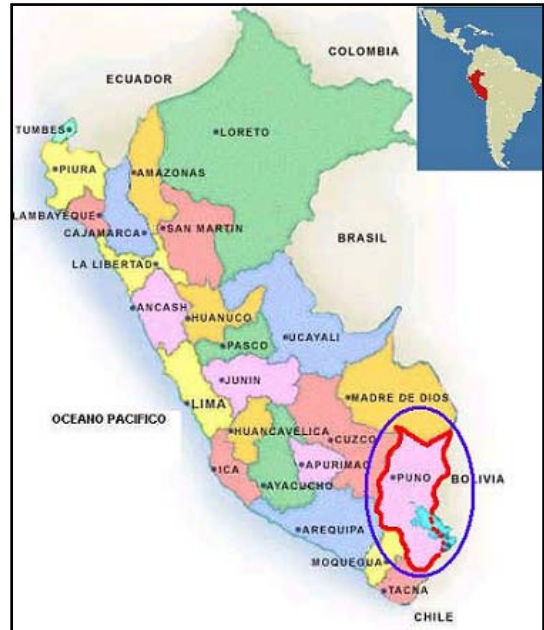 COLOMBIA
ECUADOR
TUMBES
LORETO
PIURA
AMAZONAS
LAMBAYEQUE
CAJAMARCA
SAN MARTIN
BRASIL
LA LIBERTAD
ANCASH
HUANUCO
UCAYALI
PASCO
JUNIN
MADRE DE DIOS
LIMA
OCEANO PACIFICO
HUANCAVELICA
CUZCO
ICA
APURIMAC
PUNO
BOLIVIA
AYACUCHO
AREQUIPA
MOQUEGUA
TACNA
CHILE